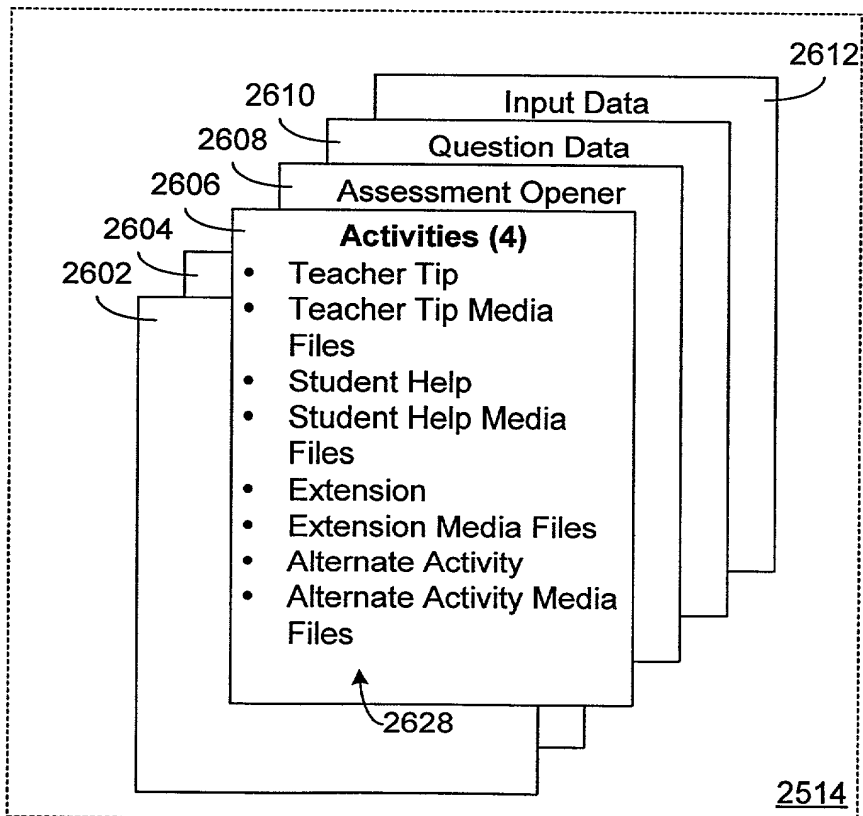 2612
Input Data
2610
Question Data
2608
Assessment Opener
2606
Activities (4)
2604
2602
• Teacher Tip
• Teacher Tip Media
Files
• Student Help
• Student Help Media
Files
• Extension
• Extension Media Files
• Alternate Activity
• Alternate Activity Media
Files
2628
2514